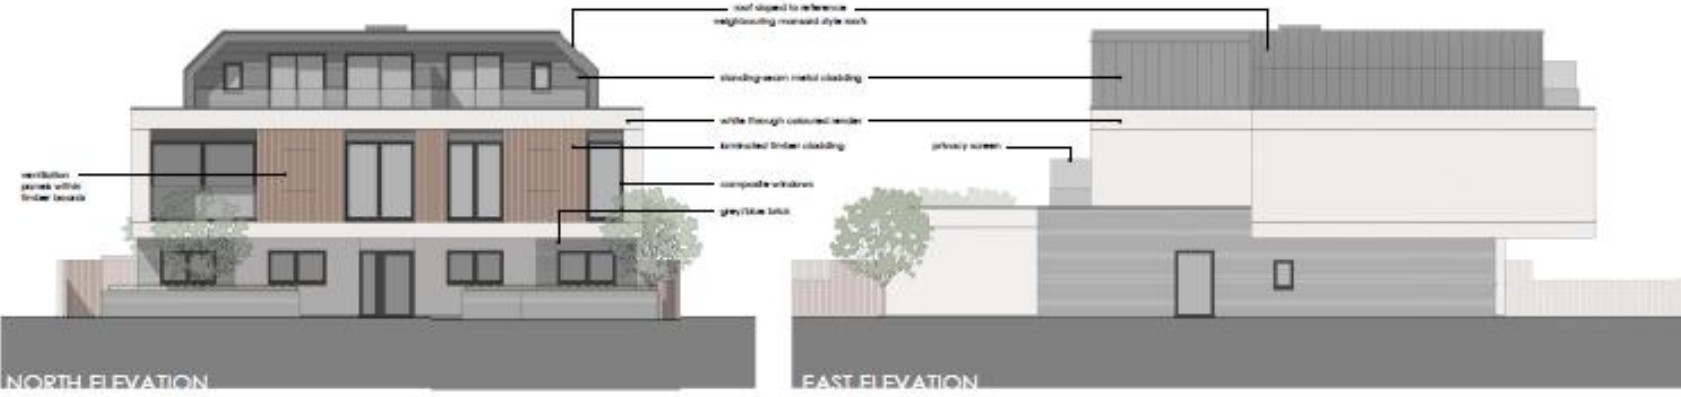 roof sloped to reference
neighbouring mansard style roofs
standing-seam metal cladding
white through coloured render
laminated timber cladding
privacy screen
ventilation
panels within
timber boards
composite windows
grey/blue brick
NORTH ELEVATION
EAST ELEVATION